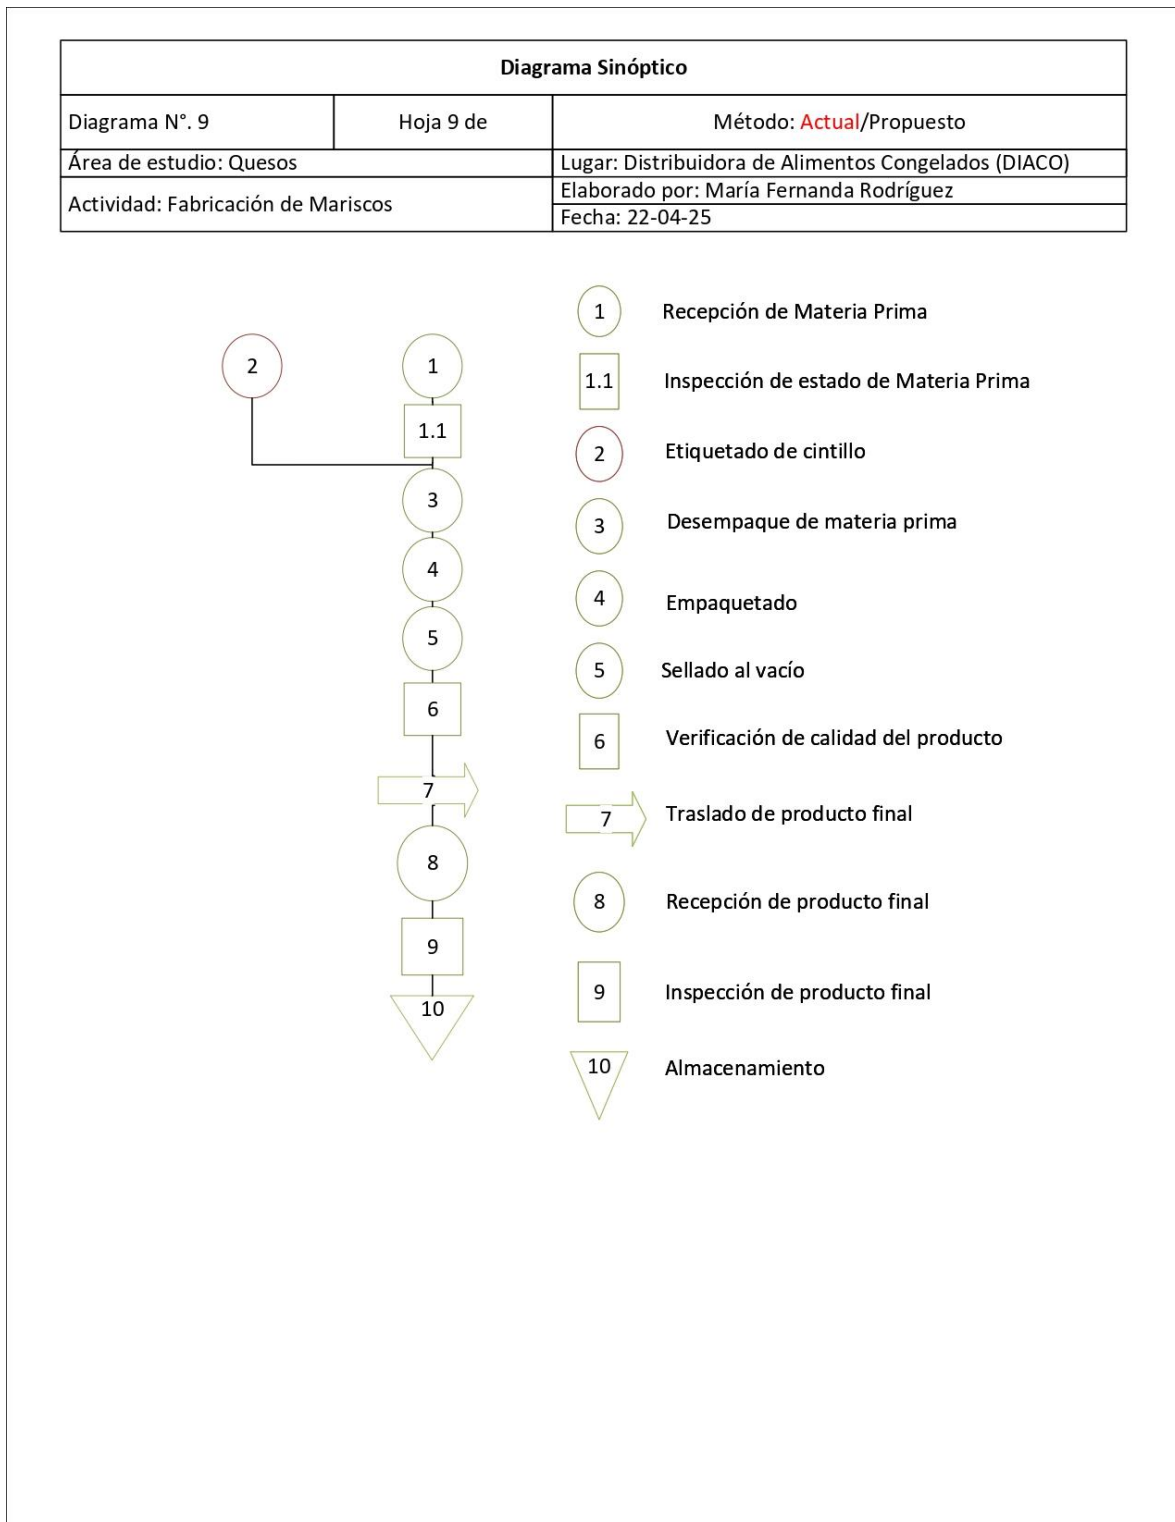 Diagrama Sinóptico
Diagrama N°. 9
Hoja 9 de
Método: Actual/Propuesto
Área de estudio: Quesos
Lugar: Distribuidora de Alimentos Congelados (DIACO)
Actividad: Fabricación de Mariscos
Elaborado por: María Fernanda Rodríguez
Fecha: 22-04-25
2
1
1.1
3
4
5
6
7
8
9
10
1 Recepción de Materia Prima
1.1 Inspección de estado de Materia Prima
2 Etiquetado de cintillo
3 Desempaque de materia prima
4 Empaquetado
5 Sellado al vacío
6 Verificación de calidad del producto
7 Traslado de producto final
8 Recepción de producto final
9 Inspección de producto final
10 Almacenamiento